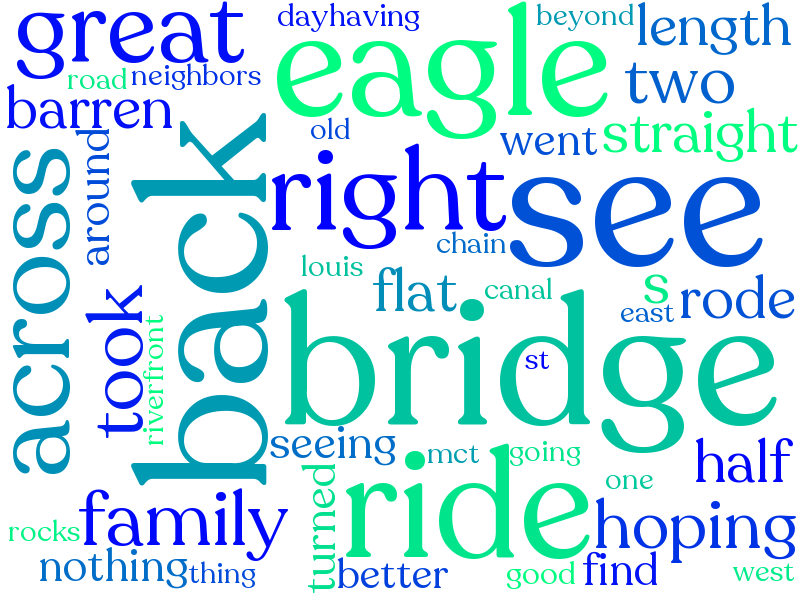 great
dayhaving
beyond
length
road
neighbors
eagle
two
barren
old
went
straight
across
around
back
right
see
chain
louis
flat
canal
s
rode
east
took
riverfront
bridge
st
seeing
mct
going
half
turned
ride
one
rocks
family
hoping
nothing
thing
better
good
find
west